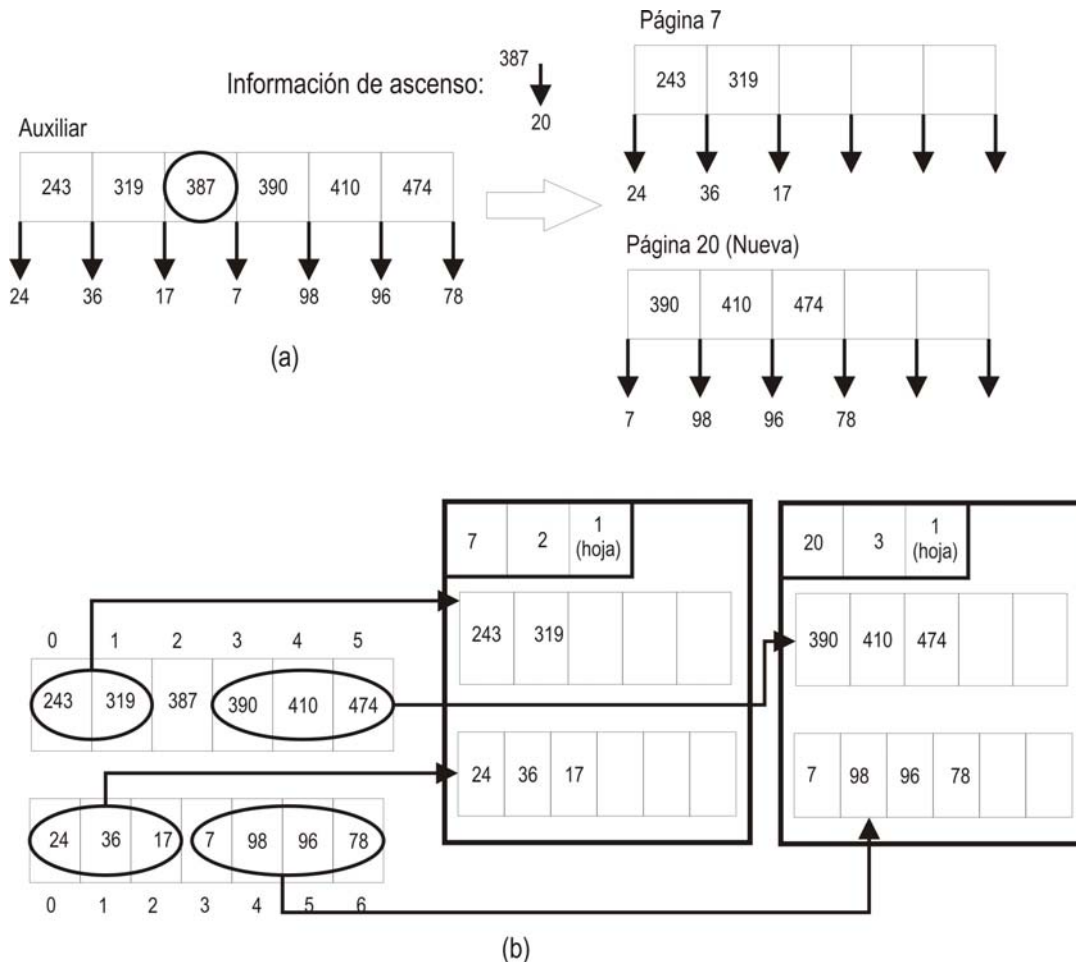 Página 7
387
Información de ascenso:
20
243 319
24 36 17
Auxiliar
243 319 387 390 410 474
24 36 17 7 98 96 78
(a)
Página 20 (Nueva)
390 410 474
7 98 96 78
7 2 1
(hoja)
20 3 1
(hoja)
243 319
390 410 474
0 1 2 3 4 5
243 319 387 390 410 474
24 36 17
7 98 96 78
24 36 17 7 98 96 78
0 1 2 3 4 5 6
(b)